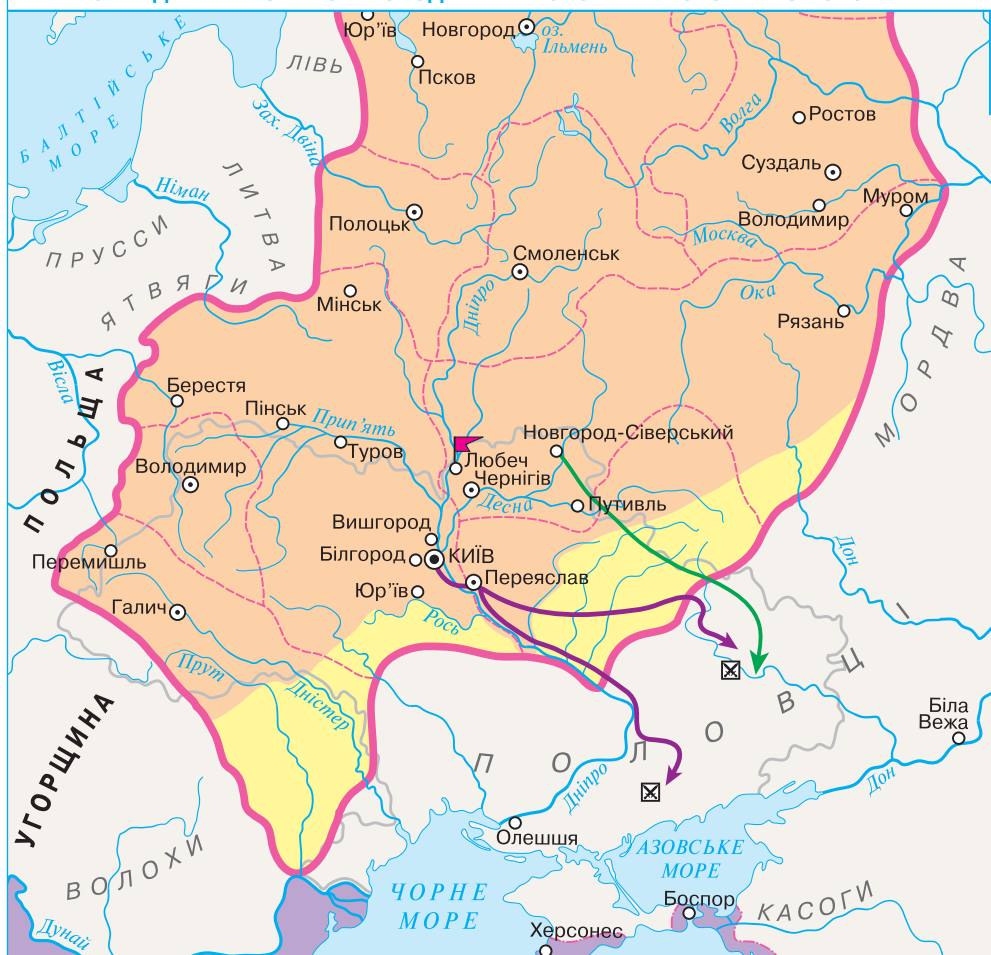 Юр'їв
Новгород
оз.
Ільмень
Псков
ЛІВЬ
БАЛТІЙСЬКЕ
МОРЕ
Зах. Двіна
Волга
Ростов
Суздаль
Муром
Володимир
Москва
Німан
ЛИТВА
ПРУССИ
Полоцьк
Смоленськ
ЯТВЯГИ
Мінськ
Дніпро
Ока
Рязань
МОРДВА
Вісла
ПОЛЬЩА
Берестя
Пінськ
Прип'ять
Туров
Новгород-Сіверський
Любеч
Володимир
Чернігів
Десна
Путивль
Вишгород
Білгород
КИЇВ
Перемишль
Переяслав
Юр'їв
Дон
Галич
Рось
Прут
Дністер
ПОЛОВЦІ
УГОРЩИНА
Біла
Вежа
Дніпро
Дон
Олешшя
ВОЛОХИ
АЗОВСЬКЕ
МОРЕ
ЧОРНЕ
МОРЕ
Боспор
КАСОГИ
Херсонес
Дунай